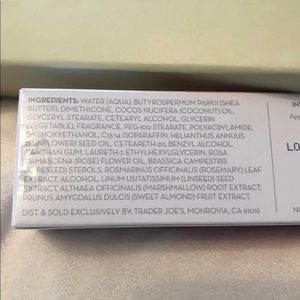 INGREDIENTS: WATER (AQUA), BUTYROSPERMUM PARKII (SHEA
BUTTER), DIMETHICONE, COCOS NUCIFERA (COCONUT) OIL,
GLYCERYL STEARATE, CETEARYL ALCOHOL, GLYCERIN
(VEGETABLE), FRAGRANCE, PEG-100 STEARATE, POLYACRYLAMIDE,
PHENOXYETHANOL, C13-14 ISOPARAFFIN, HELIANTHUS ANNUUS
(SUNFLOWER) SEED OIL, CETEARETH-20, BENZYL ALCOHOL,
XANTHAN GUM, LAURETH-7, ETHYLHEXYLGLYCERIN, ROSA
DAMASCENA (ROSE) FLOWER OIL, BRASSICA CAMPESTRIS
(RAPESEED) STEROLS, ROSMARINUS OFFICINALIS (ROSEMARY) LEAF
EXTRACT, ALCOHOL, LINUM USITATISSIMUM (LINSEED) SEED
EXTRACT, ALTHAEA OFFICINALIS (MARSHMALLOW) ROOT EXTRACT,
PRUNUS AMYGDALUS DULCIS (SWEET ALMOND) FRUIT EXTRACT.
DIST. & SOLD EXCLUSIVELY BY: TRADER JOE'S, MONROVIA, CA 91016
INS
App
LO